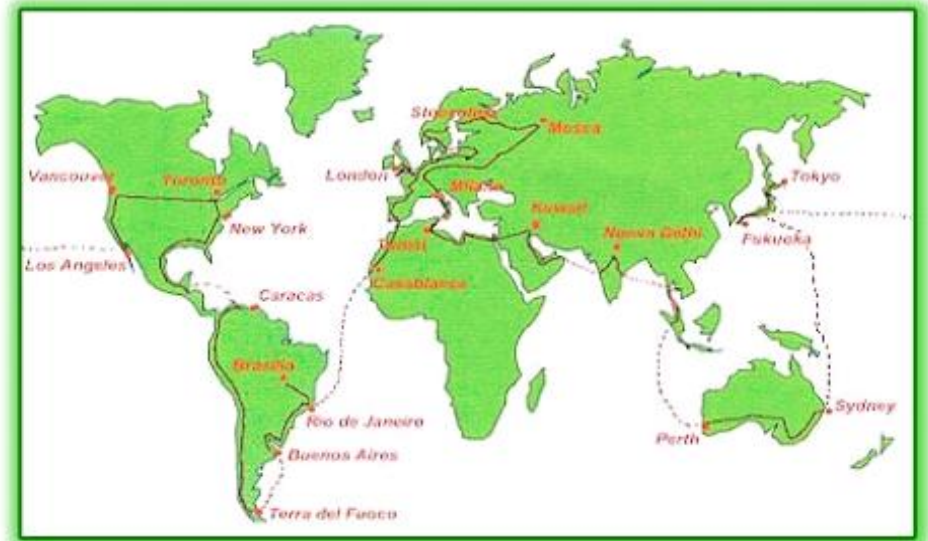 Mosca
Vancouver
Toronto
London
Milano
Tokyo
New York
Kuwait
Nuova Delhi
Fukuoka
Tunisi
Los Angeles
Casablanca
Caracas
Brasilia
Rio de Janeiro
Sydney
Perth
Buenos Aires
Terra del Fuoco